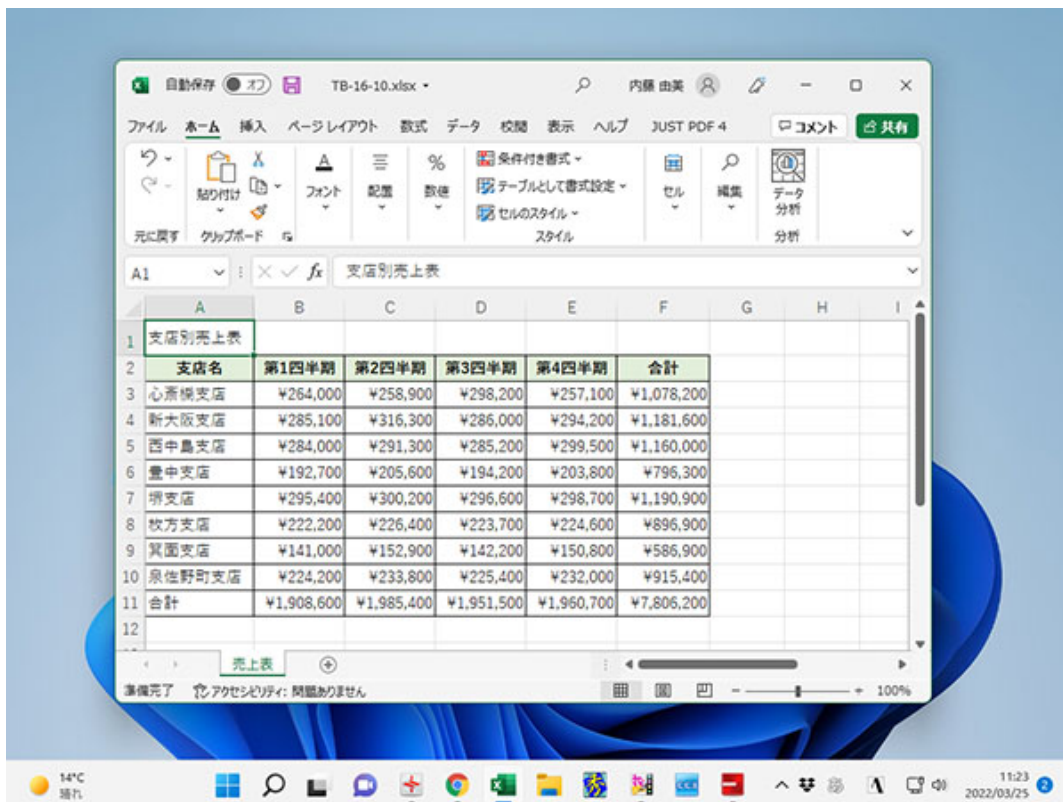 自動保存 オフ TB-16-10.xlsx 内藤 由美
ファイル ホーム 挿入 ページ レイアウト 数式 データ 校閲 表示 ヘルプ JUST PDF 4 コメント 共有
貼り付け フォント 配置 数値 条件付き書式 テーブルとして書式設定 セルのスタイル セル 編集 データ分析
元に戻す クリップボード スタイル 分析
A1 fx 支店別売上表
A B C D E F G H I
1 支店別売上表
2 支店名 第1四半期 第2四半期 第3四半期 第4四半期 合計
3 心斎橋支店 ¥264,000 ¥258,900 ¥298,200 ¥257,100 ¥1,078,200
4 新大阪支店 ¥285,100 ¥316,300 ¥286,000 ¥294,200 ¥1,181,600
5 西中島支店 ¥284,000 ¥291,300 ¥285,200 ¥299,500 ¥1,160,000
6 豊中支店 ¥192,700 ¥205,600 ¥194,200 ¥203,800 ¥796,300
7 堺支店 ¥295,400 ¥300,200 ¥296,600 ¥298,700 ¥1,190,900
8 枚方支店 ¥222,200 ¥226,400 ¥223,700 ¥224,600 ¥896,900
9 箕面支店 ¥141,000 ¥152,900 ¥142,200 ¥150,800 ¥586,900
10 泉佐野町支店 ¥224,200 ¥233,800 ¥225,400 ¥232,000 ¥915,400
11 合計 ¥1,908,600 ¥1,985,400 ¥1,951,500 ¥1,960,700 ¥7,806,200
12
売上表
準備完了 アクセシビリティ: 問題ありません 100%
14°C
晴れ
11:23
2022/03/25 2